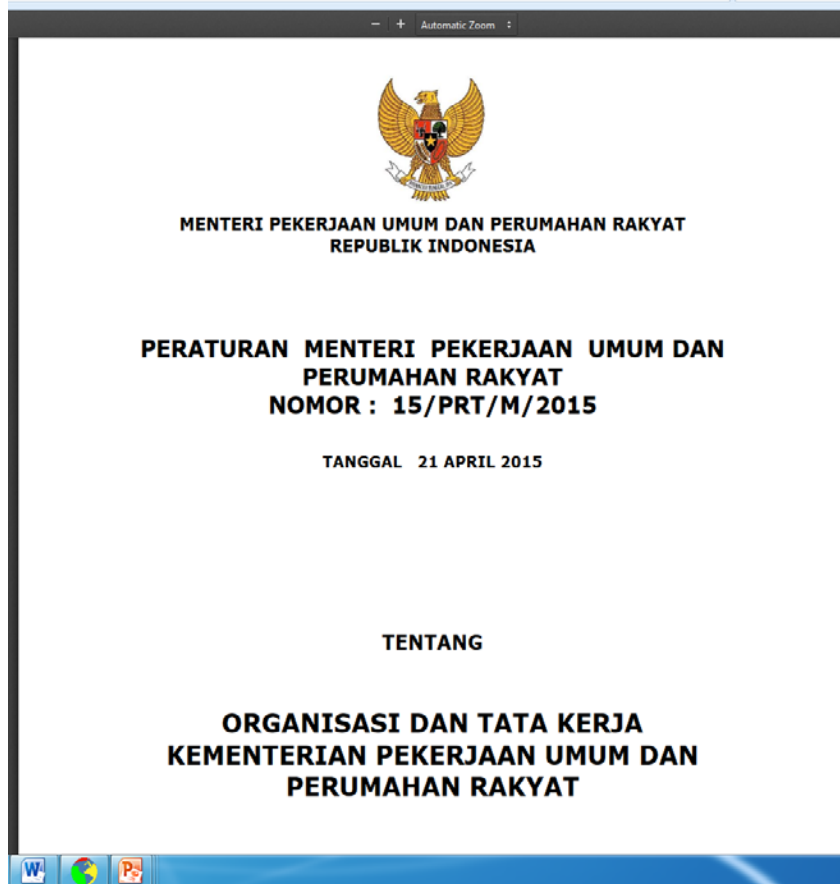 − + Automatic Zoom
MENTERI PEKERJAAN UMUM DAN PERUMAHAN RAKYAT
REPUBLIK INDONESIA
PERATURAN MENTERI PEKERJAAN UMUM DAN
PERUMAHAN RAKYAT
NOMOR : 15/PRT/M/2015
TANGGAL 21 APRIL 2015
TENTANG
ORGANISASI DAN TATA KERJA
KEMENTERIAN PEKERJAAN UMUM DAN
PERUMAHAN RAKYAT